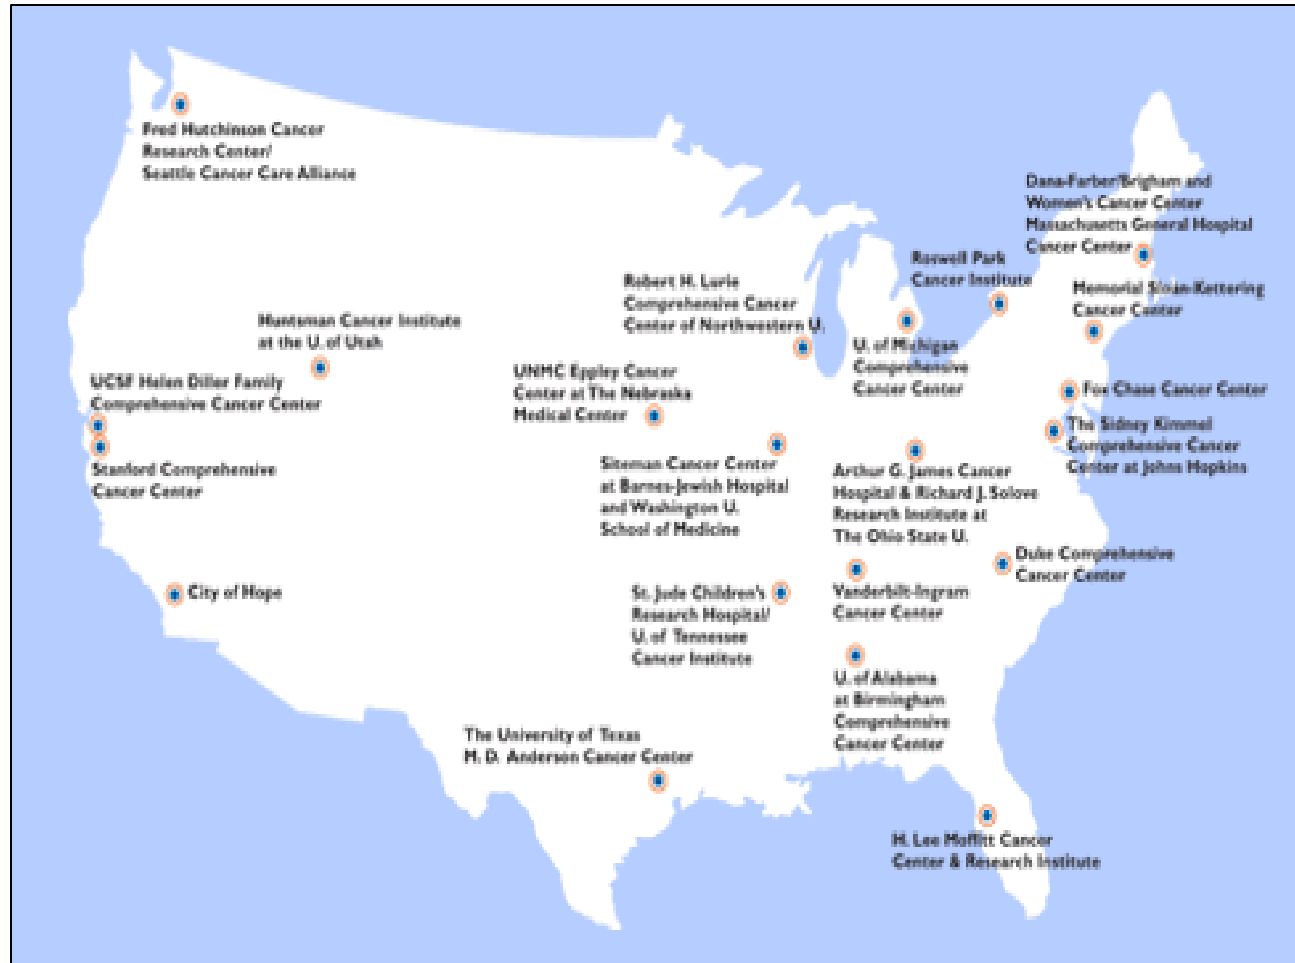 Fred Hutchinson Cancer
Research Center/
Seattle Cancer Care Alliance
Dana-Farber/Brigham and
Women's Cancer Center
Massachusetts General Hospital
Cancer Center
Roswell Park
Cancer Institute
Memorial Sloan-Kettering
Cancer Center
Robert H. Lurie
Comprehensive Cancer
Center of Northwestern U.
Huntsman Cancer Institute
at the U. of Utah
U. of Michigan
Comprehensive
Cancer Center
UNMC Eppley Cancer
Center at The Nebraska
Medical Center
UCSF Helen Diller Family
Comprehensive Cancer Center
Fox Chase Cancer Center
The Sidney Kimmel
Comprehensive Cancer
Center at Johns Hopkins
Stanford Comprehensive
Cancer Center
Siteman Cancer Center
at Barnes-Jewish Hospital
and Washington U.
School of Medicine
Arthur G. James Cancer
Hospital & Richard J. Solove
Research Institute at
The Ohio State U.
Duke Comprehensive
Cancer Center
City of Hope
St. Jude Children's
Research Hospital/
U. of Tennessee
Cancer Institute
Vanderbilt-Ingram
Cancer Center
U. of Alabama
at Birmingham
Comprehensive
Cancer Center
The University of Texas
M. D. Anderson Cancer Center
H. Lee Moffitt Cancer
Center & Research Institute